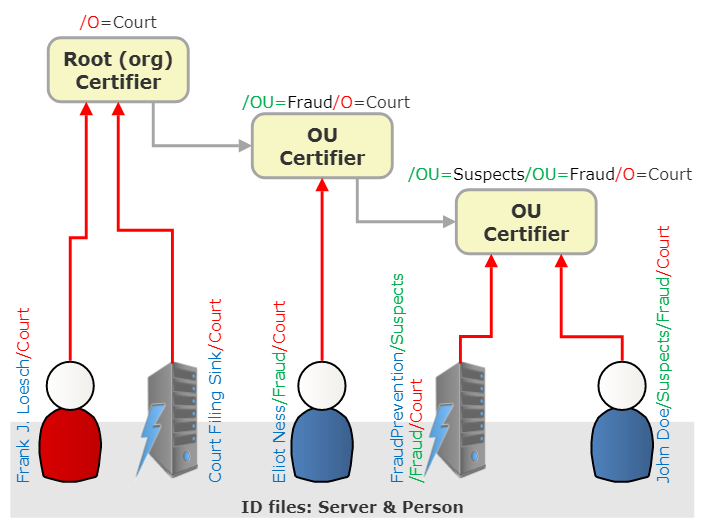 /O=Court
Root (org)
Certifier
/OU=Fraud/O=Court
OU
Certifier
/OU=Suspects/OU=Fraud/O=Court
OU
Certifier
Frank J. Loesch/Court
Court Filing Sink/Court
Eliot Ness/Fraud/Court
FraudPrevention/Suspects
/Fraud/Court
John Doe/Suspects/Fraud/Court
ID files: Server & Person